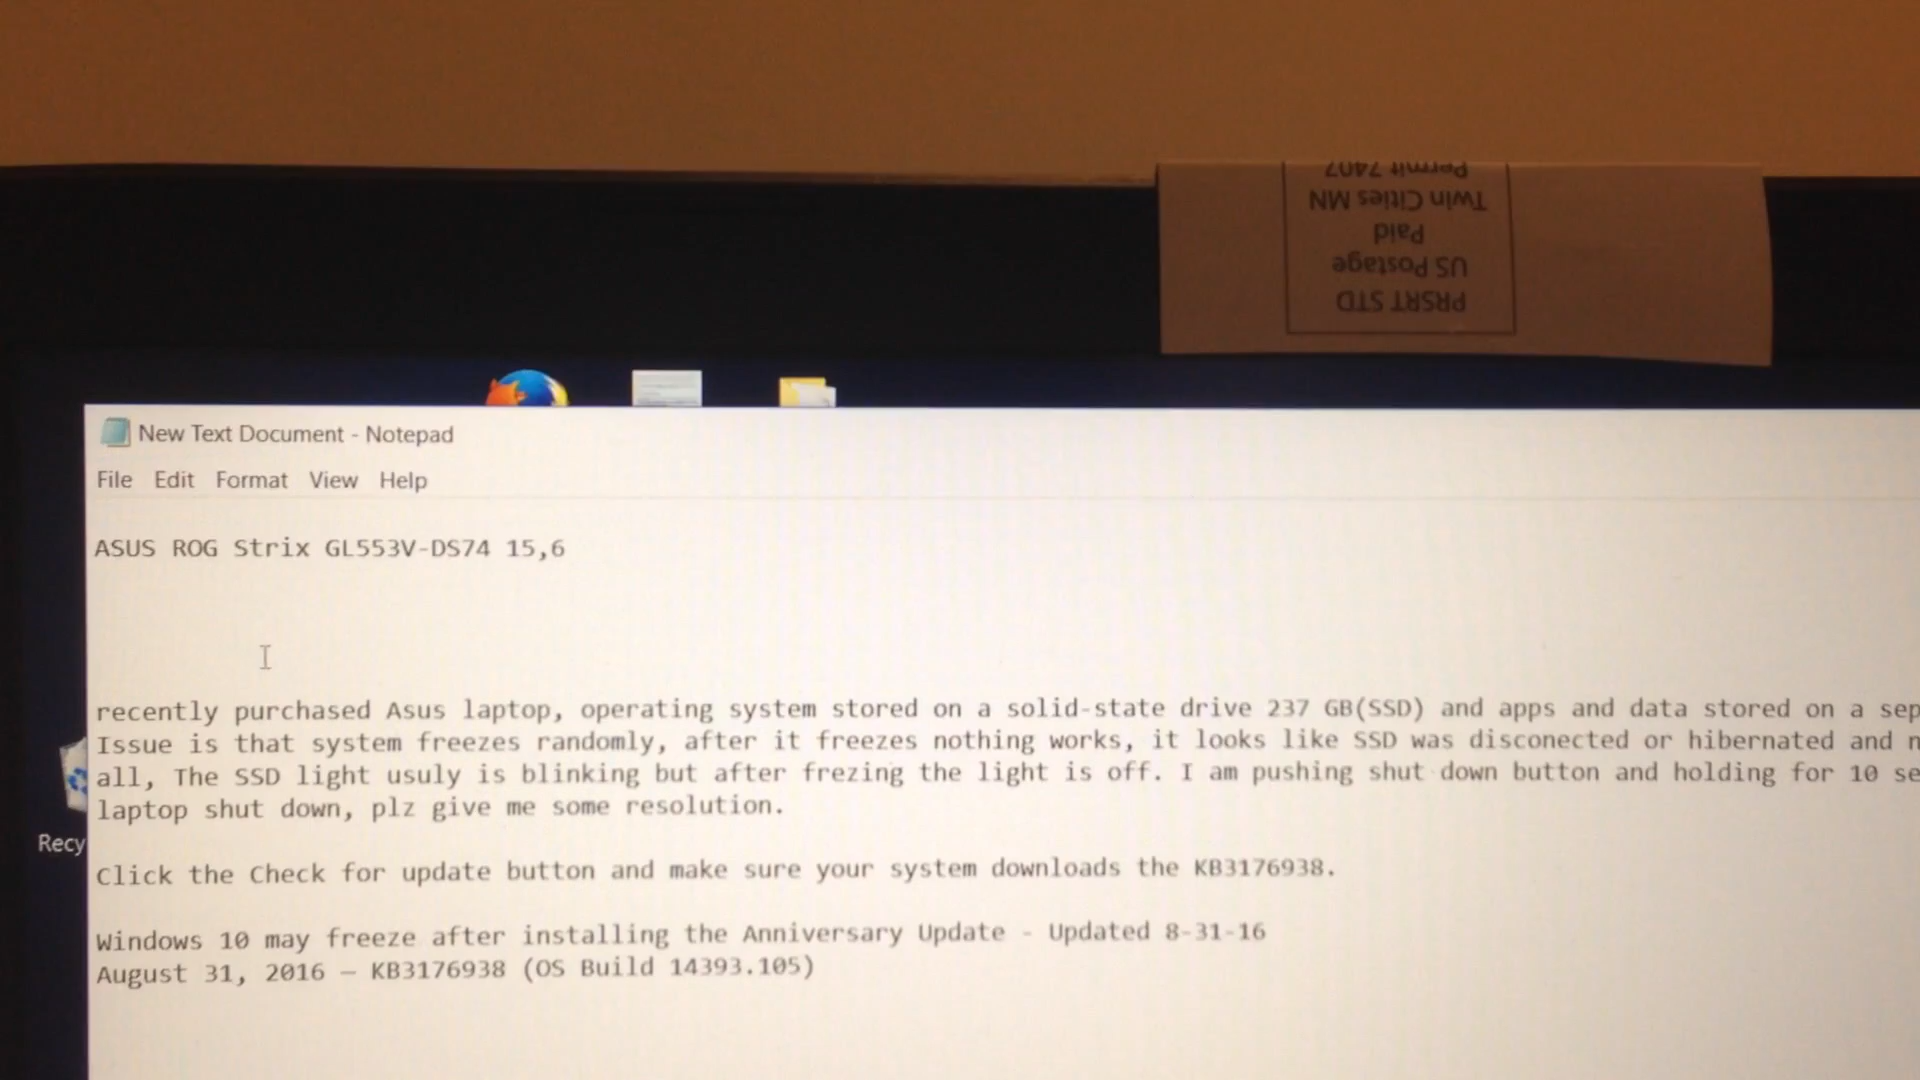 PRSRT STD
US Postage
Paid
Twin Cities MN
Permit 7407
New Text Document - Notepad
File Edit Format View Help
ASUS ROG Strix GL553V-DS74 15,6
recently purchased Asus laptop, operating system stored on a solid-state drive 237 GB(SSD) and apps and data stored on a sep
Issue is that system freezes randomly, after it freezes nothing works, it looks like SSD was disconected or hibernated and n
all, The SSD light usuly is blinking but after frezing the light is off. I am pushing shut down button and holding for 10 se
laptop shut down, plz give me some resolution.
Recy
Click the Check for update button and make sure your system downloads the KB3176938.
Windows 10 may freeze after installing the Anniversary Update - Updated 8-31-16
August 31, 2016 — KB3176938 (OS Build 14393.105)